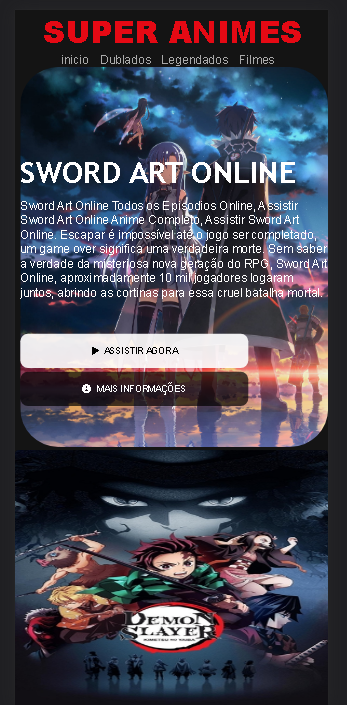 SUPER ANIMES
inicio Dublados Legendados Filmes
SWORD ART ONLINE
Sword Art Online Todos os Episodios Online, Assistir
Sword Art Online Anime Completo, Assistir Sword Art
Online. Escapar é impossível até o jogo ser completado,
um game over significa uma verdadeira morte. Sem saber
a verdade da misteriosa nova geração do RPG, Sword Art
Online, aproximadamente 10 mil jogadores logaram
juntos, abrindo as cortinas para essa cruel batalha mortal.
ASSISTIR AGORA
MAIS INFORMAÇÕES
DEMON
SLAYER
KIMETSU NO YAIBA